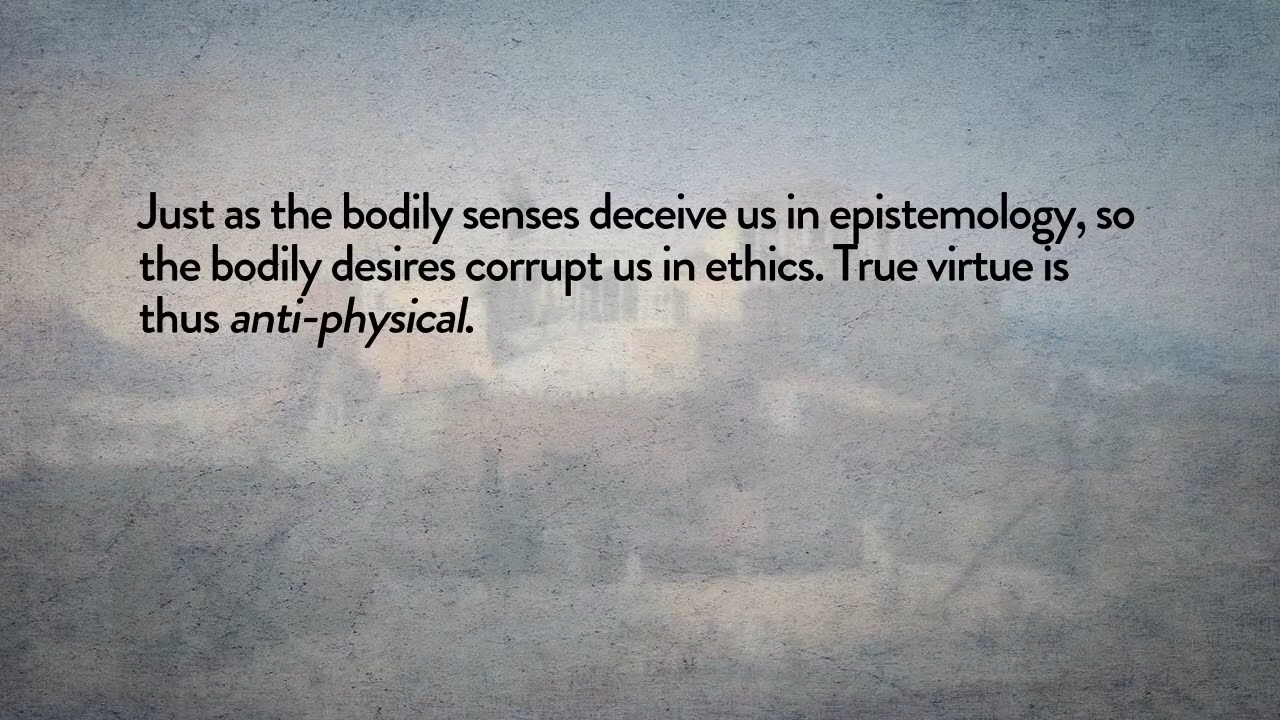 Just as the bodily senses deceive us in epistemology, so
the bodily desires corrupt us in ethics. True virtue is
thus anti-physical.